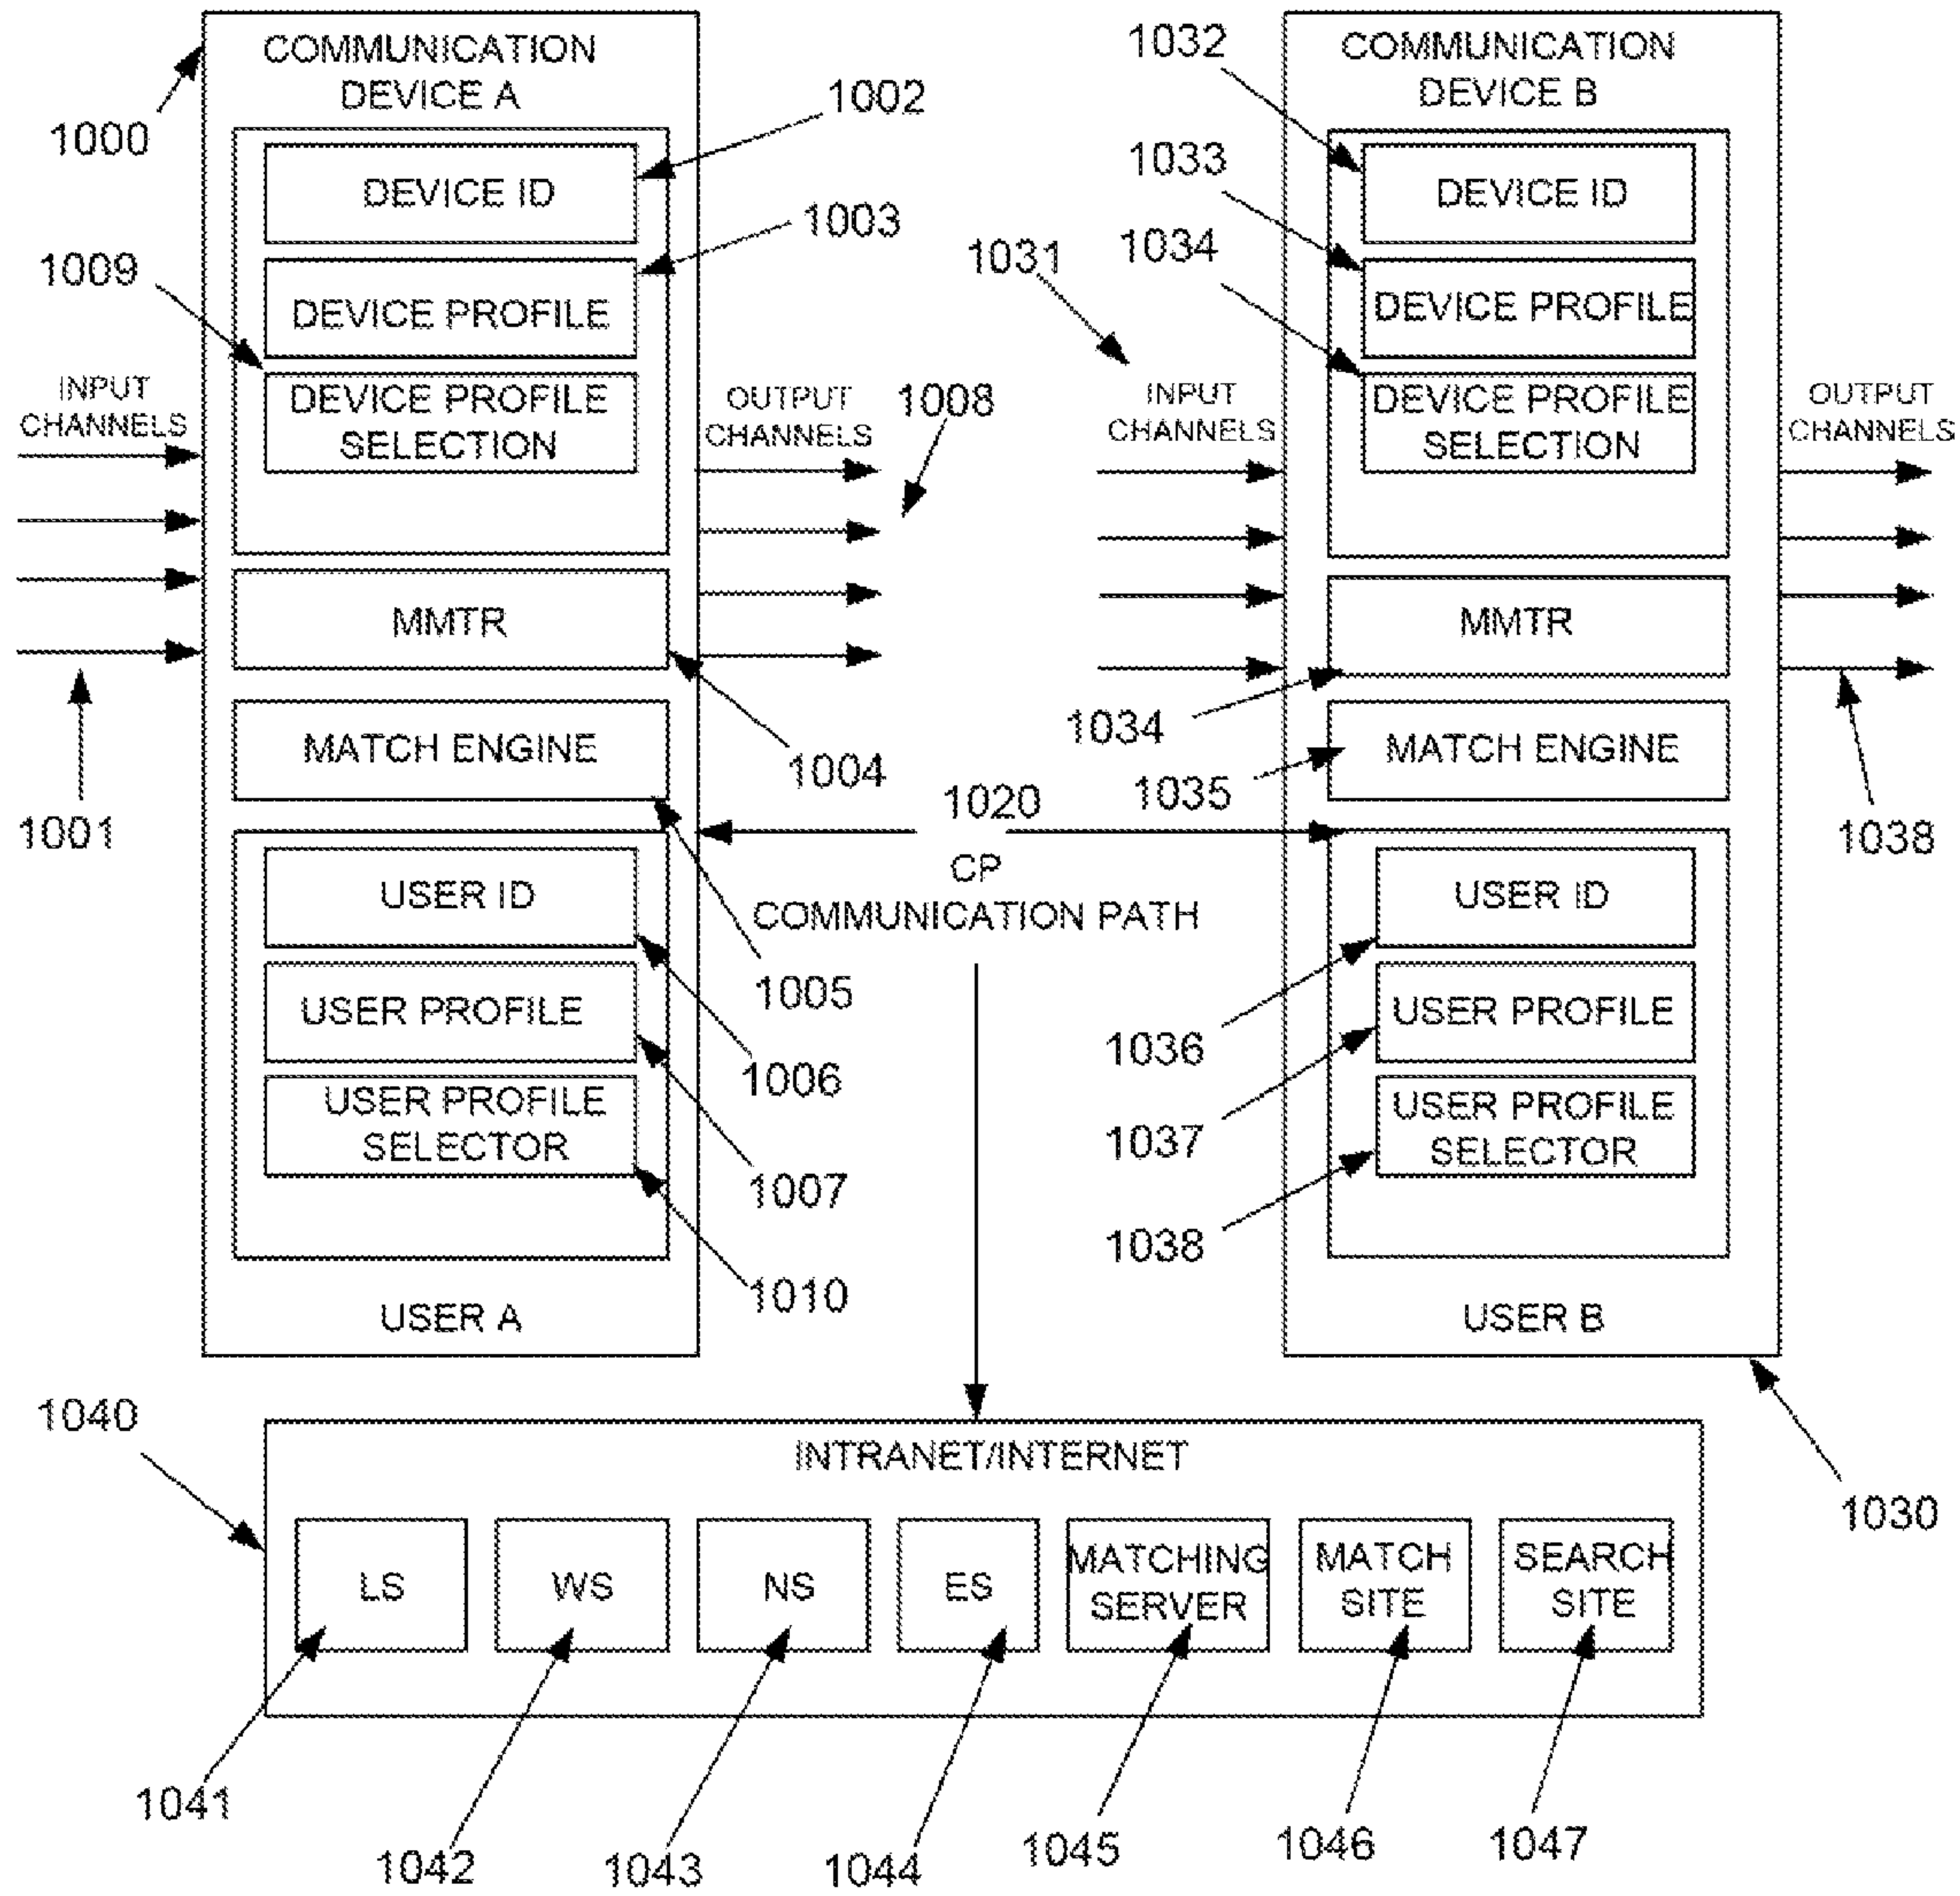 COMMUNICATION
DEVICE A
1000
DEVICE ID
1002
DEVICE PROFILE
1003
1009
DEVICE PROFILE
SELECTION
INPUT
CHANNELS
OUTPUT
CHANNELS
1008
MMTR
1004
1001
MATCH ENGINE
1005
USER ID
1006
USER PROFILE
1007
USER PROFILE
SELECTOR
1010
USER A
1020
CP
COMMUNICATION PATH
COMMUNICATION
DEVICE B
1032
DEVICE ID
1033
DEVICE PROFILE
1034
DEVICE PROFILE
SELECTION
1031
INPUT
CHANNELS
OUTPUT
CHANNELS
MMTR
1034
1038
MATCH ENGINE
1035
USER ID
1036
USER PROFILE
1037
USER PROFILE
SELECTOR
1038
USER B
1030
1040
INTRANET/INTERNET
LS
WS
NS
ES
MATCHING
SERVER
MATCH
SITE
SEARCH
SITE
1041
1042
1043
1044
1045
1046
1047